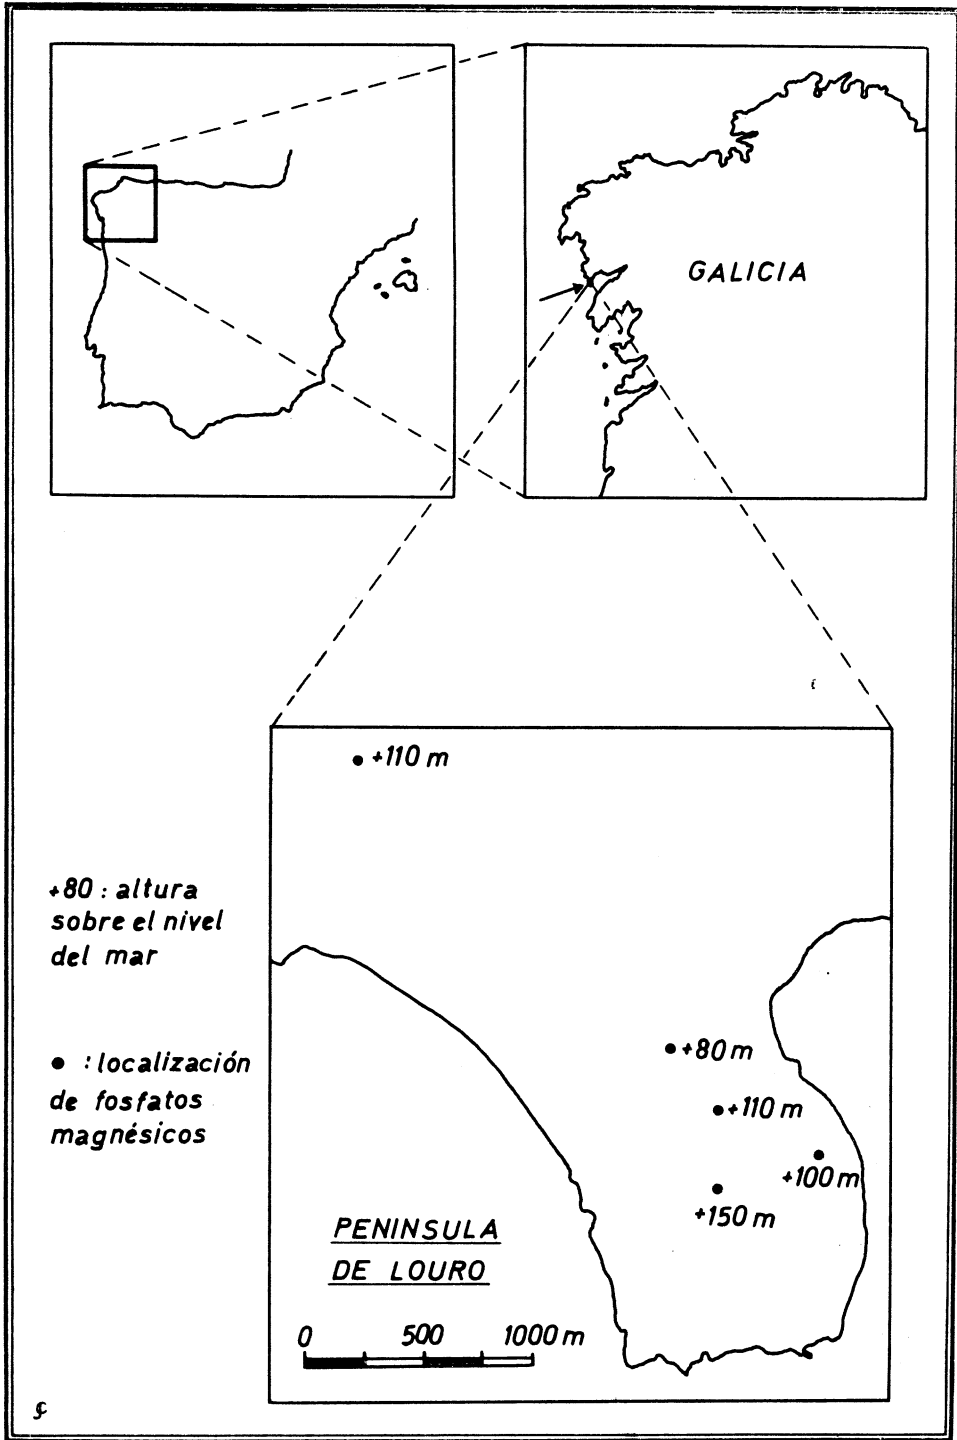 GALICIA
+110 m
+80 : altura
sobre el nivel
del mar
• : localización
de fosfatos
magnésicos
+80 m
+110 m
+100 m
+150 m
PENINSULA
DE LOURO
0 500 1000 m